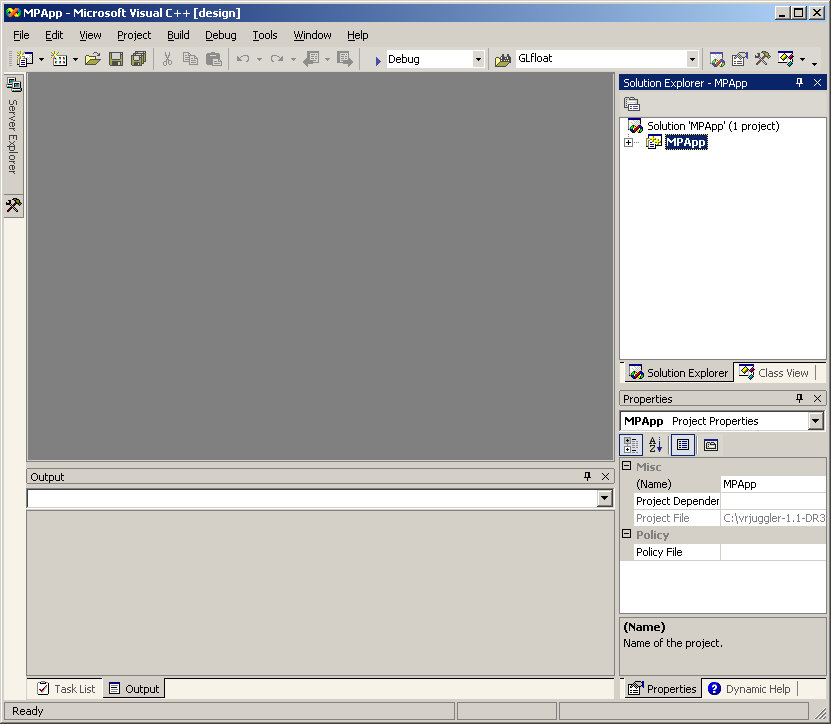 MPApp - Microsoft Visual C++ [design]
File Edit View Project Build Debug Tools Window Help
Debug GLfloat
Server Explorer
Solution Explorer - MPApp
Solution 'MPApp' (1 project)
MPApp
Solution Explorer Class View
Properties
MPApp Project Properties
A Z
Misc
(Name) MPApp
Project Depender
Project File C:\vrjuggler-1.1-DR3
Policy
Policy File
(Name)
Name of the project.
Properties Dynamic Help
Output
Task List Output
Ready